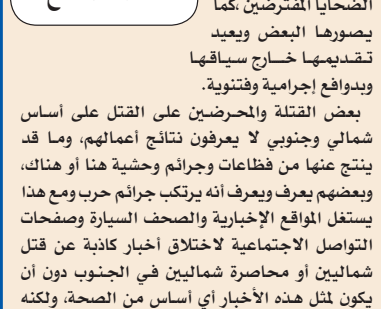 الضحايا المفترضين ،كما
يصورها البعض ويعيد
تقديمها خارج سياقها
وبدوافع إجرامية وفتنوية.
بعض القتلة والمحرضين على القتل على أساس
شمالي وجنوبي لا يعرفون نتائج أعمالهم، وما قد
ينتج عنها من فظاعات وجرائم وحشية هنا أو هناك،
وبعضهم يعرف ويعرف أنه يرتكب جرائم حرب ومع هذا
يستغل المواقع الإخبارية والصحف السيارة وصفحات
التواصل الاجتماعية لاختلاق أخبار كاذبة عن قتل
شماليين أو محاصرة شماليين في الجنوب دون أن
يكون لمثل هذه الأخبار أي أساس من الصحة، ولكنه